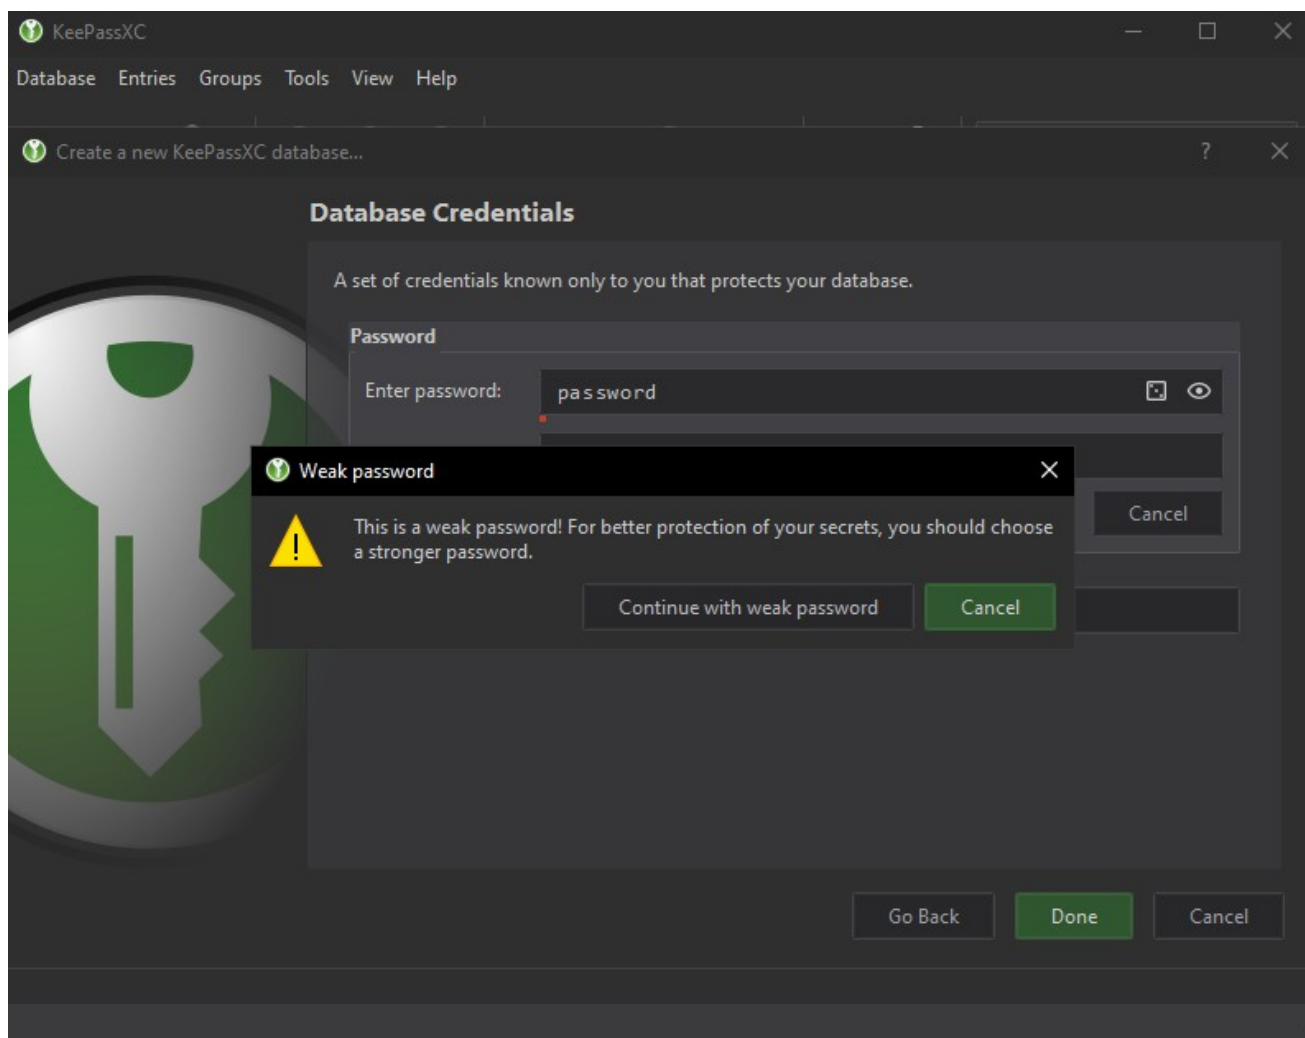 KeePassXC
Database Entries Groups Tools View Help
Create a new KeePassXC database... ?
Database Credentials
A set of credentials known only to you that protects your database.
Password
Enter password: password
Weak password
This is a weak password! For better protection of your secrets, you should choose
a stronger password.
Cancel
Continue with weak password Cancel
Go Back Done Cancel